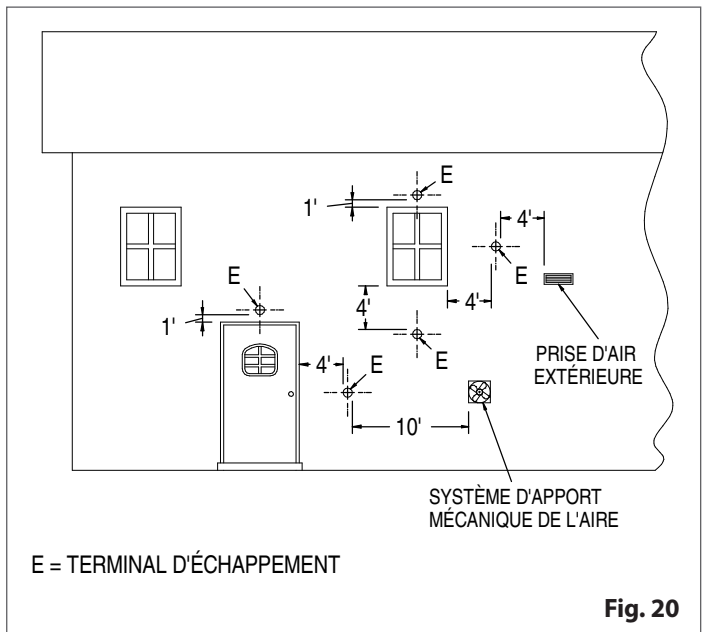 E
1'
4'
E
4'
4'
E
1'
E
4'
E
10'
PRISE D'AIR
EXTÉRIEURE
SYSTÈME D'APPORT
MÉCANIQUE DE L'AIRE
E = TERMINAL D'ÉCHAPPEMENT
Fig. 20